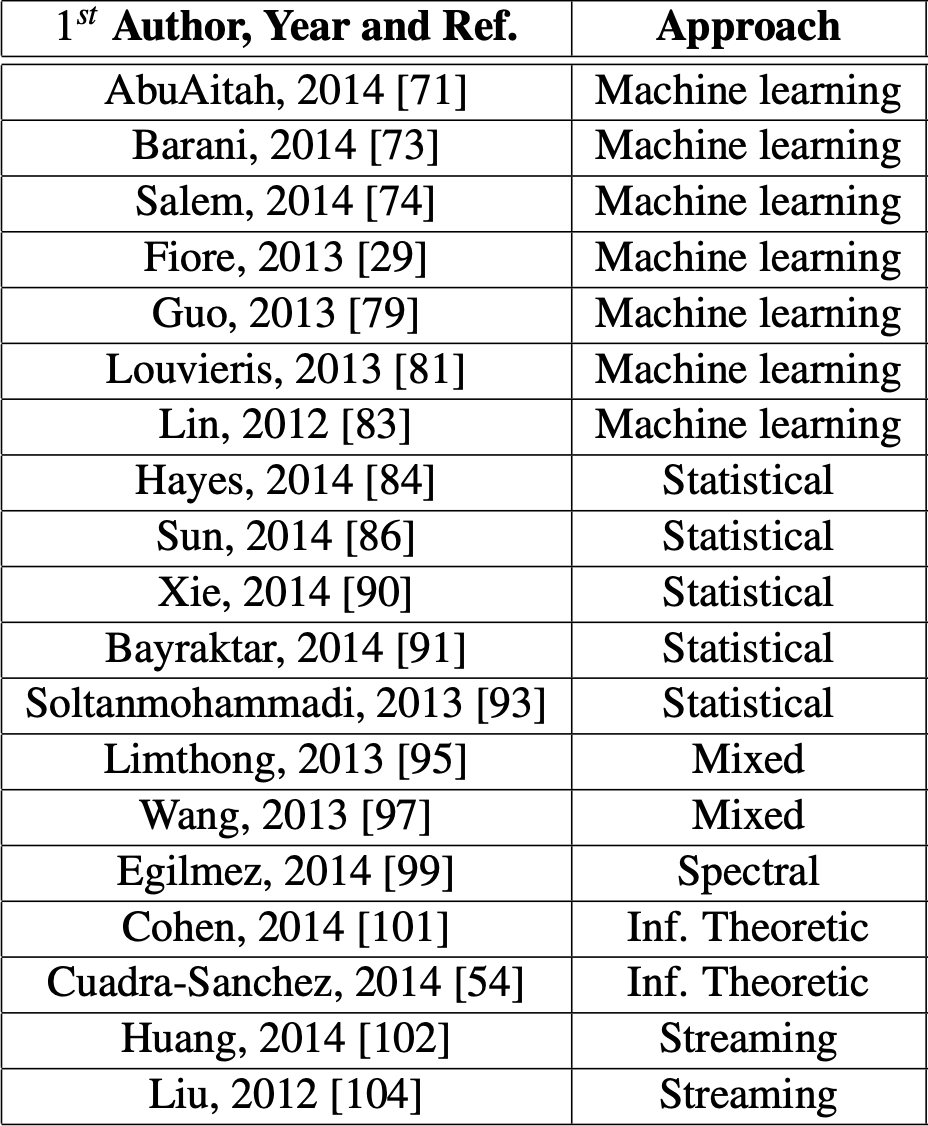 1st Author, Year and Ref. Approach
AbuAitah, 2014 [71] Machine learning
Barani, 2014 [73] Machine learning
Salem, 2014 [74] Machine learning
Fiore, 2013 [29] Machine learning
Guo, 2013 [79] Machine learning
Louvieris, 2013 [81] Machine learning
Lin, 2012 [83] Machine learning
Hayes, 2014 [84] Statistical
Sun, 2014 [86] Statistical
Xie, 2014 [90] Statistical
Bayraktar, 2014 [91] Statistical
Soltanmohammadi, 2013 [93] Statistical
Limthong, 2013 [95] Mixed
Wang, 2013 [97] Mixed
Egilmez, 2014 [99] Spectral
Cohen, 2014 [101] Inf. Theoretic
Cuadra-Sanchez, 2014 [54] Inf. Theoretic
Huang, 2014 [102] Streaming
Liu, 2012 [104] Streaming